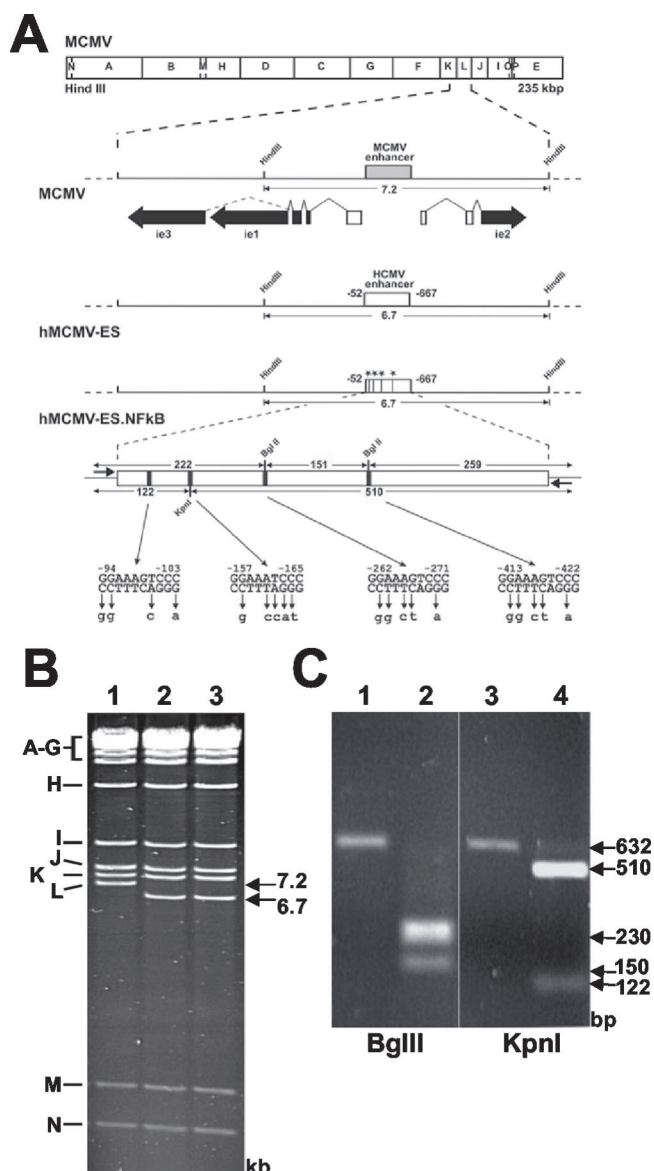 A
MCMV
N A B M H D C G F K L J I O P E
Hind III 235 kbp
HindIII MCMV enhancer HindIII
7.2
MCMV
ie3 ie1 ie2
HindIII HCMV enhancer HindIII
-52 -667
6.7
hMCMV-ES
HindIII **** HindIII
-52 -667
6.7
hMCMV-ES.NFkB
Bgl II Bgl II
222 151 259
122 KpnI 510
-94 -103 -157 -165 -262 -271 -413 -422
GGAAAGTCCC GGAAATCCC GGAAAGTCCC GGAAAGTCCC
CCTTTCAGGG CCTTTAGGG CCTTTCAGGG CCTTTCAGGG
gg c a g ccat gg ct a gg ct a
B
1 2 3
A-G
H
I
J
K
L
7.2
6.7
M
N
kb
C
1 2 3 4
632
510
230
150
122
bp
BglII KpnI